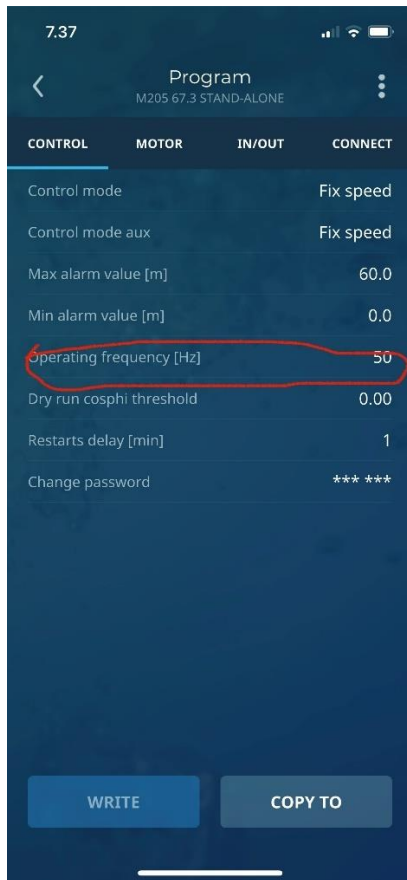 7.37
Program
M205 67.3 STAND-ALONE
CONTROL MOTOR IN/OUT CONNECT
Control mode Fix speed
Control mode aux Fix speed
Max alarm value [m] 60.0
Min alarm value [m] 0.0
Operating frequency [Hz] 50
Dry run cosphi threshold 0.00
Restarts delay [min] 1
Change password *** ***
WRITE COPY TO